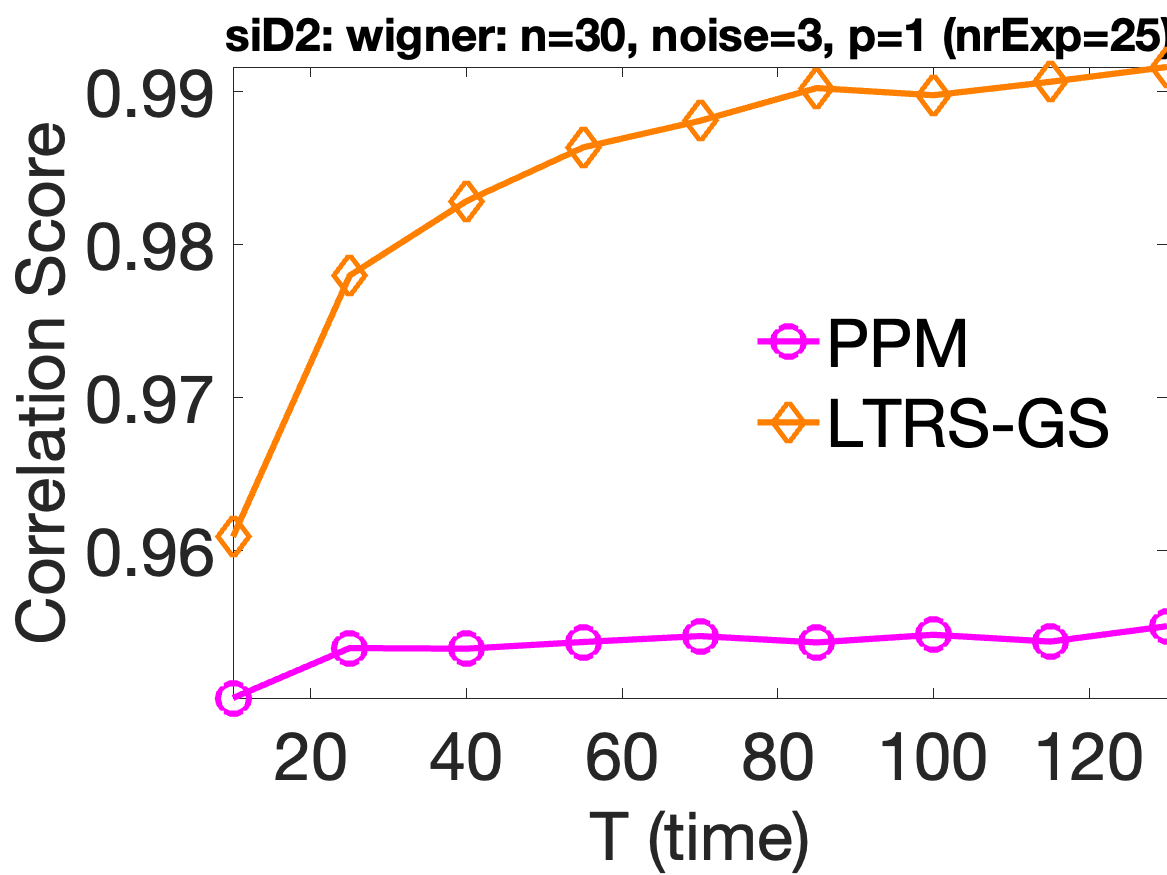 siD2: wigner: n=30, noise=3, p=1 (nrExp=25)
0.99
0.98
0.97
0.96
Correlation Score
PPM
LTRS-GS
20 40 60 80 100 120
T (time)